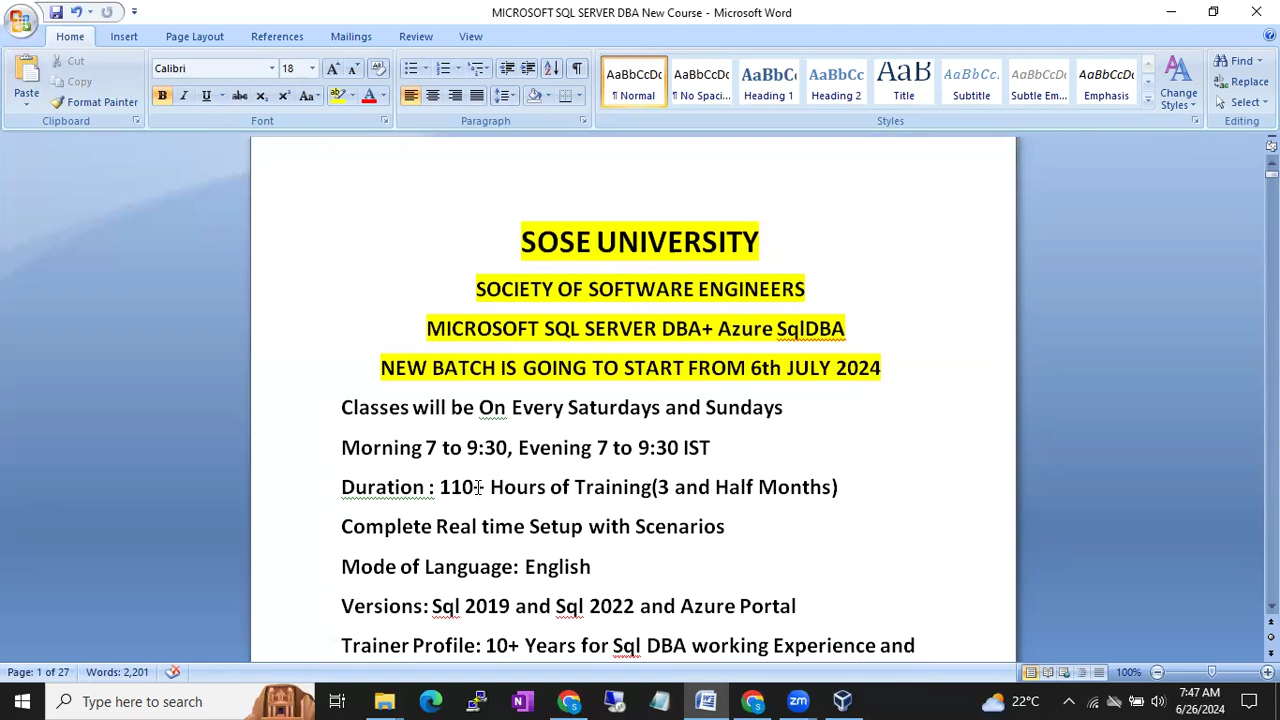 MICROSOFT SQL SERVER DBA New Course - Microsoft Word
Home Insert Page Layout References Mailings Review View
Paste
Cut
Copy
Format Painter
Clipboard
Calibri 18
B I U abc x₂ x² Aa
Font
Paragraph
AaBbCcDc AaBbCcDc AaBbCc AaBbCc AaB AaBbCc AaBbCcDc AaBbCcDc
¶ Normal ¶ No Spaci... Heading 1 Heading 2 Title Subtitle Subtle Em... Emphasis
Change Styles
Styles
Find
Replace
Select
Editing
SOSE UNIVERSITY
SOCIETY OF SOFTWARE ENGINEERS
MICROSOFT SQL SERVER DBA+ Azure SqlDBA
NEW BATCH IS GOING TO START FROM 6th JULY 2024
Classes will be On Every Saturdays and Sundays
Morning 7 to 9:30, Evening 7 to 9:30 IST
Duration : 110+ Hours of Training(3 and Half Months)
Complete Real time Setup with Scenarios
Mode of Language: English
Versions: Sql 2019 and Sql 2022 and Azure Portal
Trainer Profile: 10+ Years for Sql DBA working Experience and
Page: 1 of 27 Words: 2,201 100%
Type here to search
22°C
7:47 AM
6/26/2024